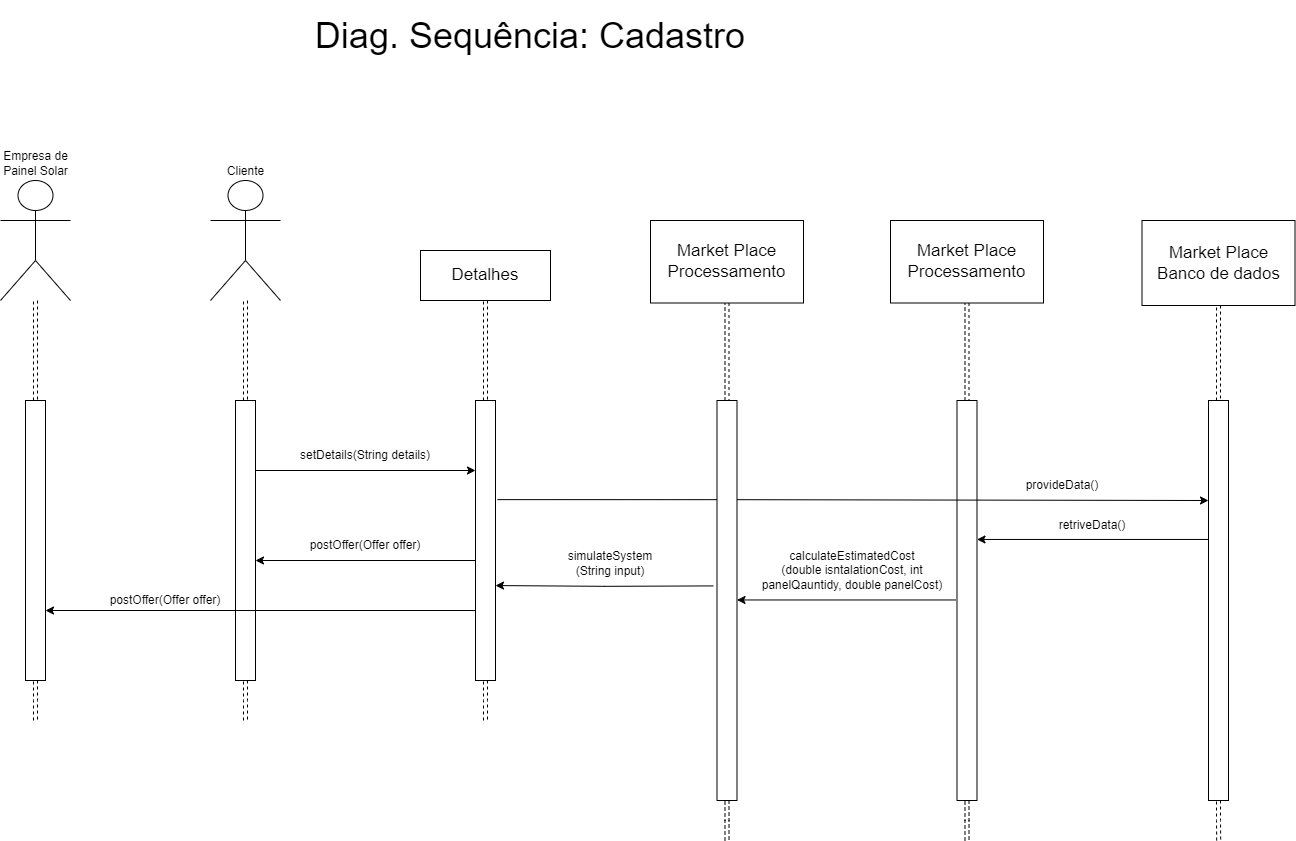 Diag. Sequência: Cadastro
Empresa de
Painel Solar
Cliente
Detalhes
Market Place
Processamento
Market Place
Processamento
Market Place
Banco de dados
setDetails(String details)
provideData()
retriveData()
postOffer(Offer offer)
simulateSystem
(String input)
calculateEstimatedCost
(double isntalationCost, int
panelQauntidy, double panelCost)
postOffer(Offer offer)